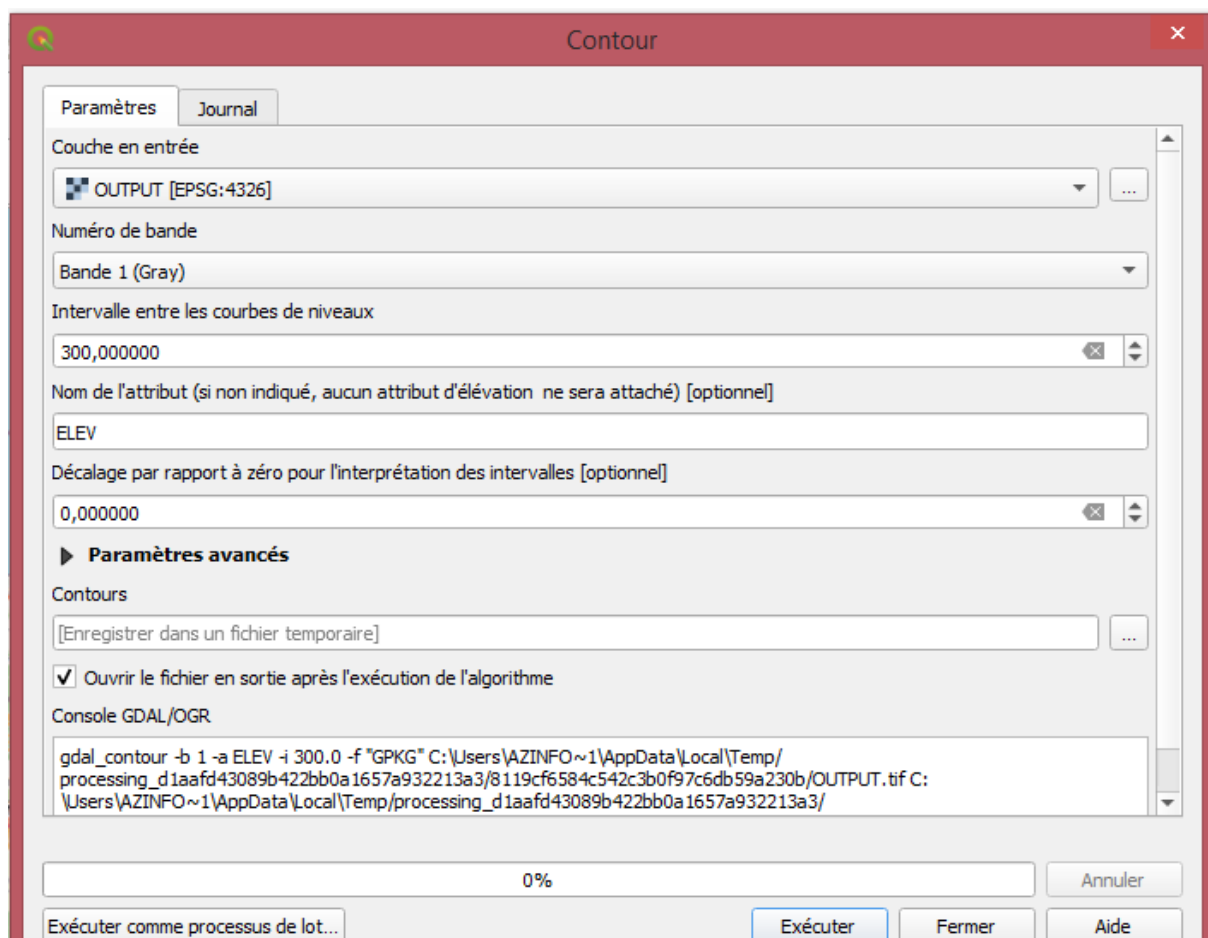 Contour
Paramètres
Journal
Couche en entrée
OUTPUT [EPSG:4326]
...
Numéro de bande
Bande 1 (Gray)
Intervalle entre les courbes de niveaux
300,000000
Nom de l'attribut (si non indiqué, aucun attribut d'élévation ne sera attaché) [optionnel]
ELEV
Décalage par rapport à zéro pour l'interprétation des intervalles [optionnel]
0,000000
Paramètres avancés
Contours
[Enregistrer dans un fichier temporaire]
...
Ouvrir le fichier en sortie après l'exécution de l'algorithme
Console GDAL/OGR
gdal_contour -b 1 -a ELEV -i 300.0 -f "GPKG" C:\Users\AZINFO~1\AppData\Local\Temp/
processing_d1aafd43089b422bb0a1657a932213a3/8119cf6584c542c3b0f97c6db59a230b/OUTPUT.tif C:
\Users\AZINFO~1\AppData\Local\Temp/processing_d1aafd43089b422bb0a1657a932213a3/
0%
Annuler
Exécuter comme processus de lot...
Exécuter
Fermer
Aide